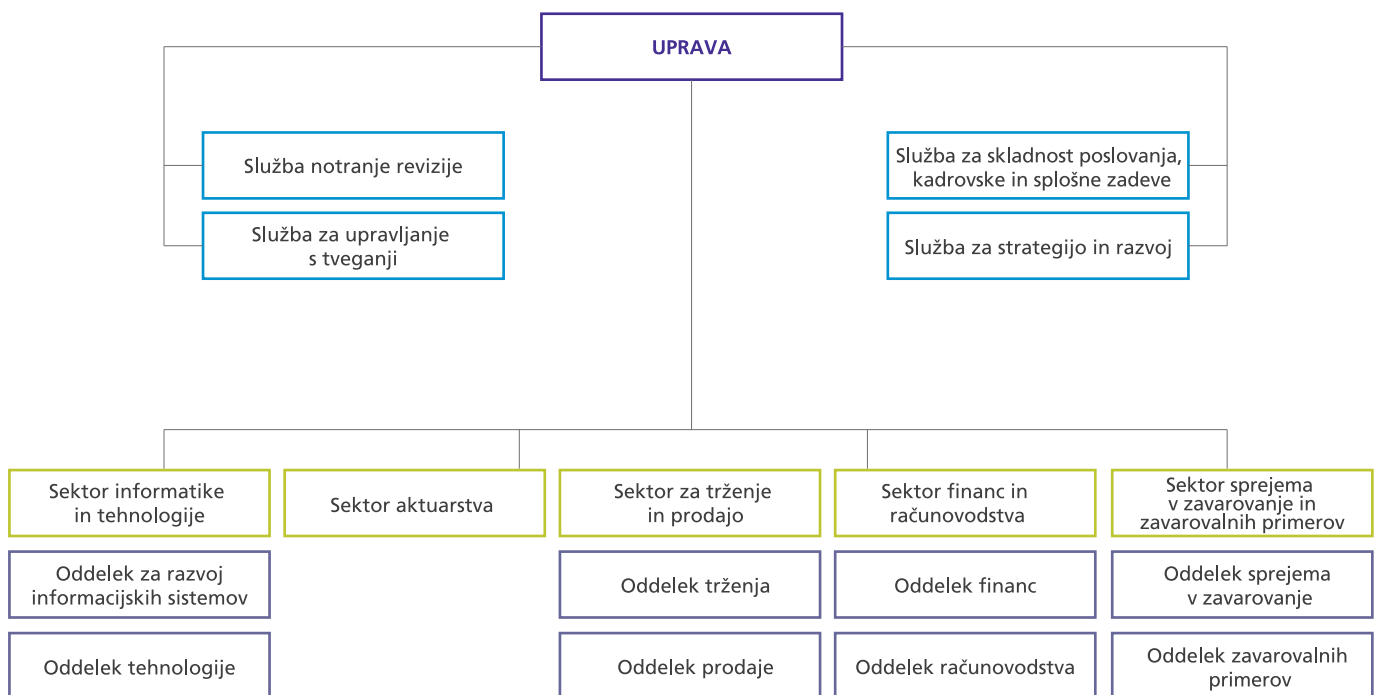 UPRAVA
Služba notranje revizije
Služba za upravljanje
s tveganji
Služba za skladnost poslovanja,
kadrovske in splošne zadeve
Služba za strategijo in razvoj
Sektor informatike
in tehnologije
Sektor aktuarstva
Sektor za trženje
in prodajo
Sektor financ in
računovodstva
Sektor sprejema
v zavarovanje in
zavarovalnih primerov
Oddelek za razvoj
informacijskih sistemov
Oddelek trženja
Oddelek financ
Oddelek sprejema
v zavarovanje
Oddelek tehnologije
Oddelek prodaje
Oddelek računovodstva
Oddelek zavarovalnih
primerov